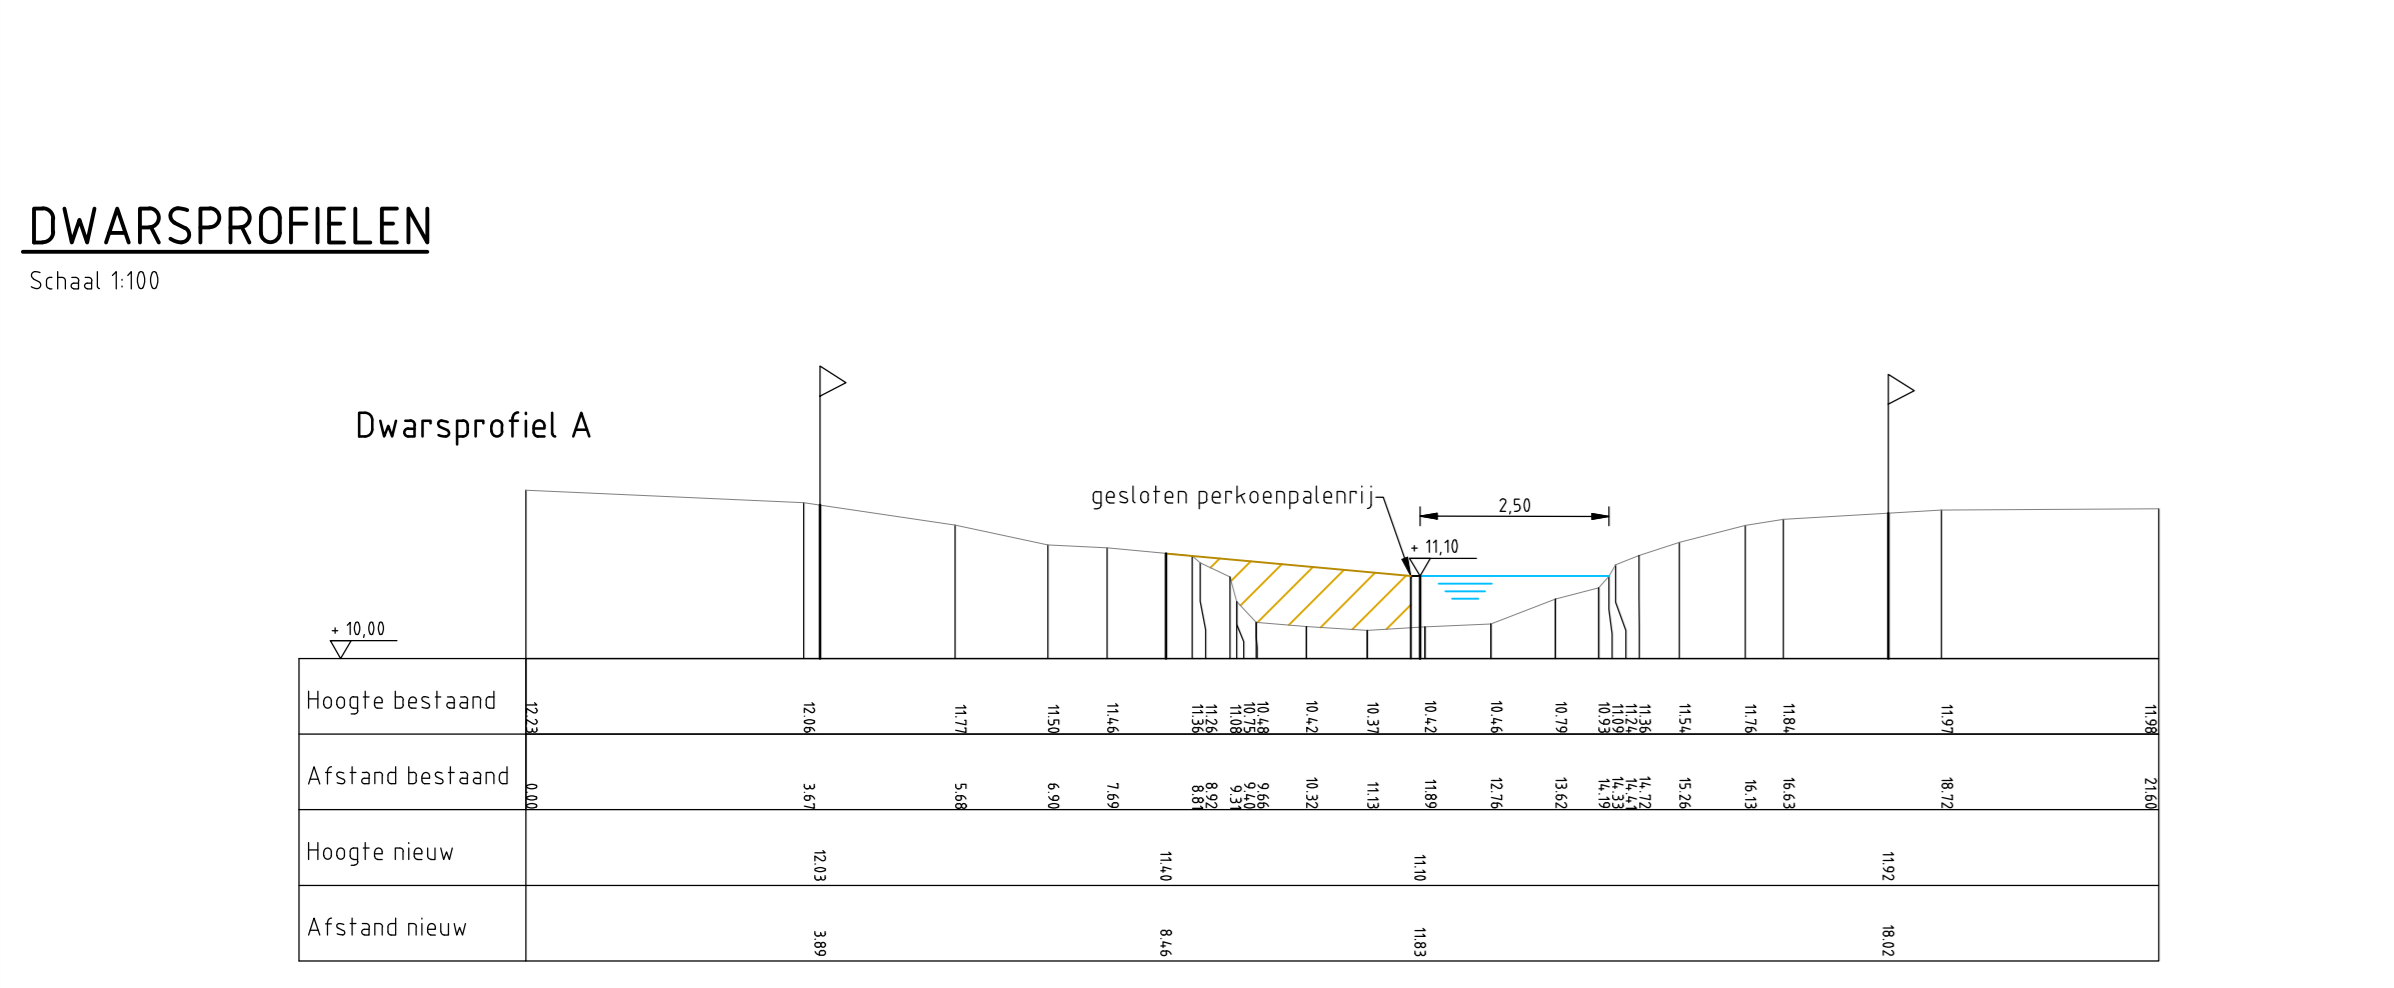 DWARSPROFIELEN
Schaal 1:100
Dwarsprofiel A
gesloten perkoenpalenrij
2,50
+ 11,10
+ 10,00
Hoogte bestaand 12.23 12.06 11.77 11.50 11.46 11.36 11.26 11.08 10.75 10.48 10.42 10.37 10.42 10.46 10.79 10.93 11.09 11.24 11.36 11.54 11.76 11.84 11.97 11.98
Afstand bestaand 0.00 3.67 5.68 6.90 7.69 8.81 8.92 9.31 9.40 9.66 10.32 11.13 11.89 12.76 13.62 14.19 14.33 14.41 14.72 15.26 16.13 16.63 18.72 21.60
Hoogte nieuw 12.03 11.40 11.10 11.92
Afstand nieuw 3.89 8.46 11.83 18.02